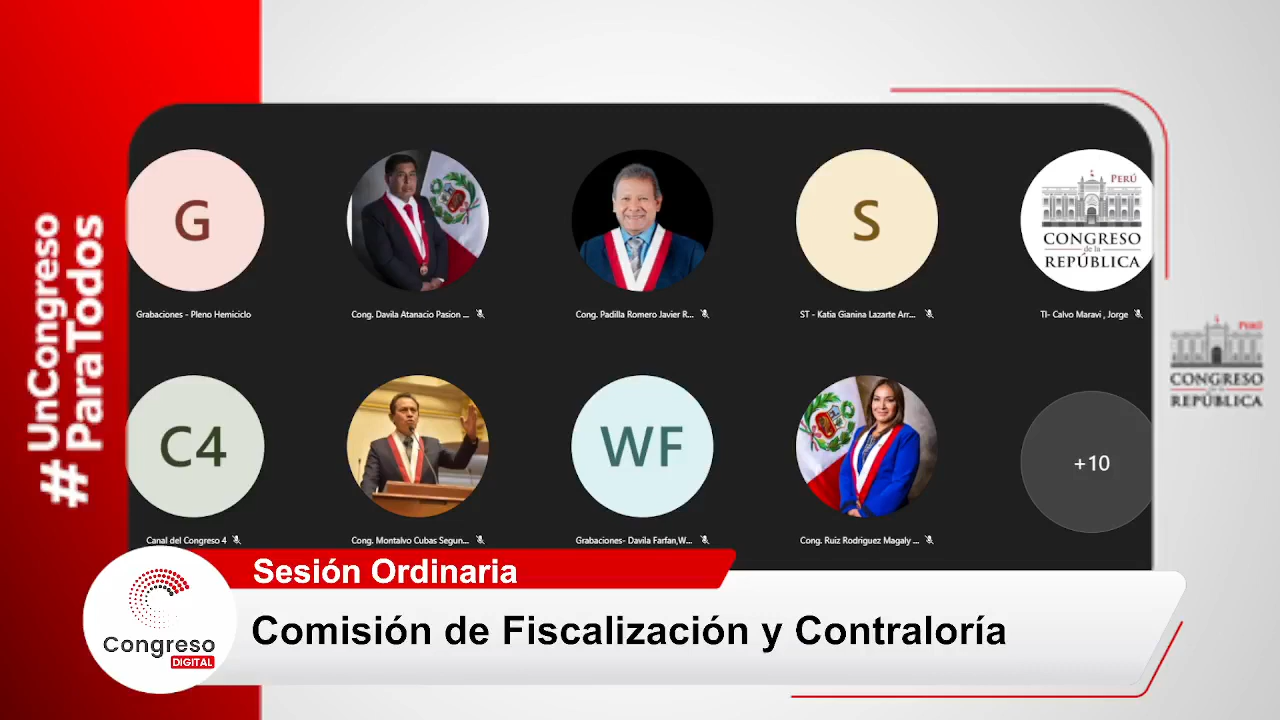 #UnCongreso
ParaTodos
G
S
PERÚ
CONGRESO
de la
REPÚBLICA
Grabaciones - Pleno Hemiciclo
Cong. Davila Atanacio Pasion ...
Cong. Padilla Romero Javier R...
ST - Katia Gianina Lazarte Arr...
TI- Calvo Maravi , Jorge
C4
WF
+10
PERÚ
CONGRESO
de la
REPÚBLICA
Canal del Congreso 4
Cong. Montalvo Cubas Segun...
Grabaciones- Davila Farfan,W...
Cong. Ruiz Rodriguez Magaly ...
Sesión Ordinaria
Comisión de Fiscalización y Contraloría
Congreso
DIGITAL